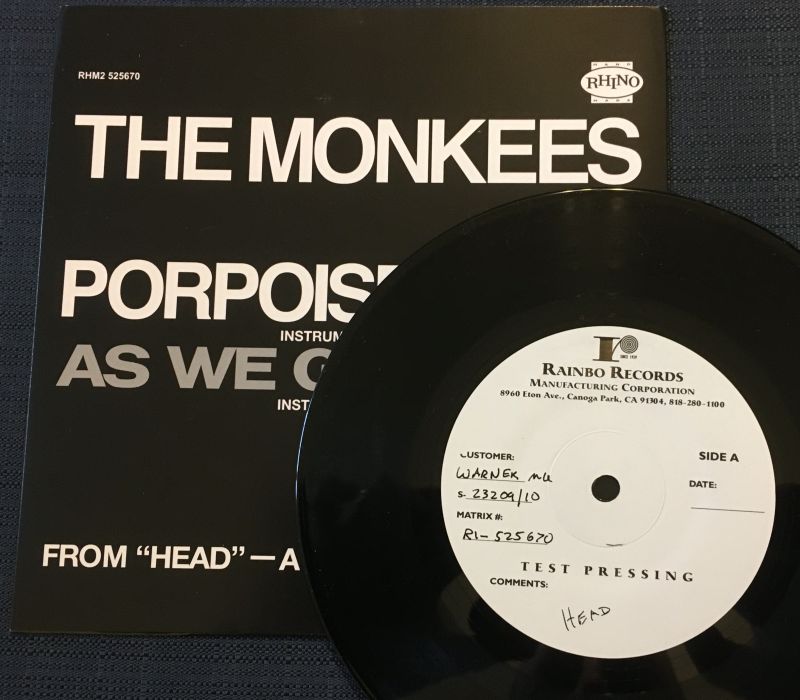 RHM2 525670
HAND
RHINO
MADE
THE MONKEES
PORPOIS
INSTRUM
AS WE G
INST
FROM "HEAD" — A
SINCE 1939
RAINBO RECORDS
MANUFACTURING CORPORATION
8960 Eton Ave., Canoga Park, CA 91304, 818-280-1100
CUSTOMER:
SIDE A
WARNER
DATE:
S- 23209/10
MATRIX #:
R1-525670
TEST PRESSING
COMMENTS:
HEAD